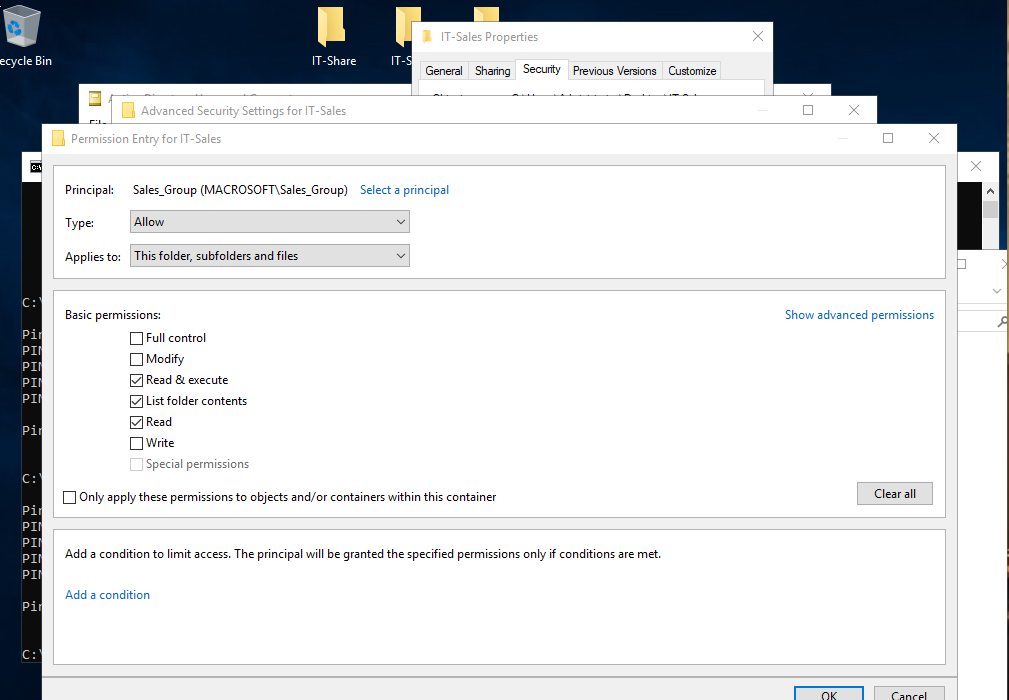 ecycle Bin
IT-Share
IT-S
IT-Sales Properties
General
Sharing
Security
Previous Versions
Customize
Advanced Security Settings for IT-Sales
Permission Entry for IT-Sales
Principal:
Sales_Group (MACROSOFT\Sales_Group)
Select a principal
Type:
Allow
Applies to:
This folder, subfolders and files
Basic permissions:
Show advanced permissions
Full control
Modify
Read & execute
List folder contents
Read
Write
Special permissions
Only apply these permissions to objects and/or containers within this container
Clear all
Add a condition to limit access. The principal will be granted the specified permissions only if conditions are met.
Add a condition
OK
Cancel
C:\
Pin
PIN
PIN
PIN
PIN
Pin
C:\
Pin
PIN
PIN
PIN
PIN
Pin
C:\